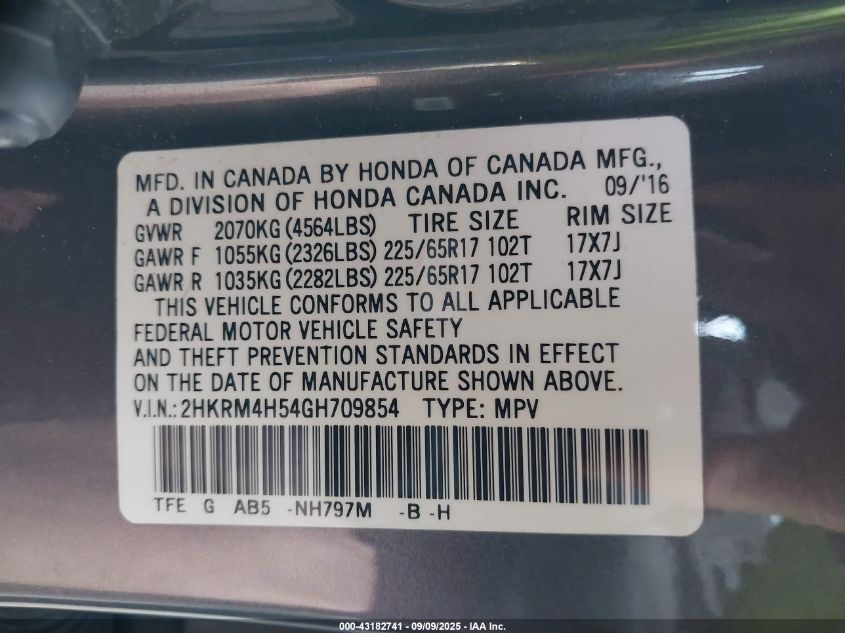 MFD. IN CANADA BY HONDA OF CANADA MFG.,
A DIVISION OF HONDA CANADA INC. 09/'16
GVWR 2070KG (4564LBS) TIRE SIZE RIM SIZE
GAWR F 1055KG (2326LBS) 225/65R17 102T 17X7J
GAWR R 1035KG (2282LBS) 225/65R17 102T 17X7J
THIS VEHICLE CONFORMS TO ALL APPLICABLE
FEDERAL MOTOR VEHICLE SAFETY
AND THEFT PREVENTION STANDARDS IN EFFECT
ON THE DATE OF MANUFACTURE SHOWN ABOVE.
V.I.N.:2HKRM4H54GH709854 TYPE: MPV
TFE G AB5 -NH797M -B -H
000-43182741 - 09/09/2025 - IAA Inc.